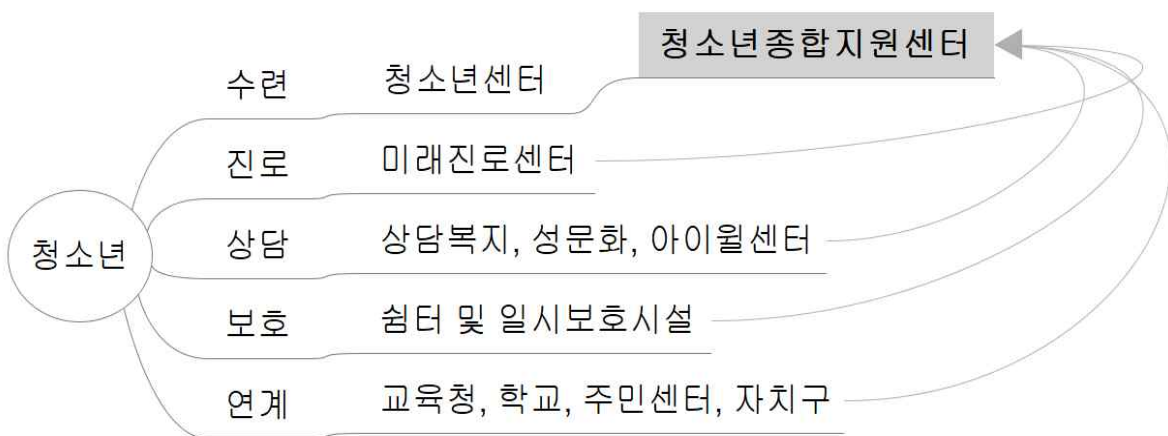 청소년종합지원센터
수련 청소년센터
진로 미래진로센터
청소년
상담 상담복지, 성문화, 아이윌센터
보호 쉼터 및 일시보호시설
연계 교육청, 학교, 주민센터, 자치구